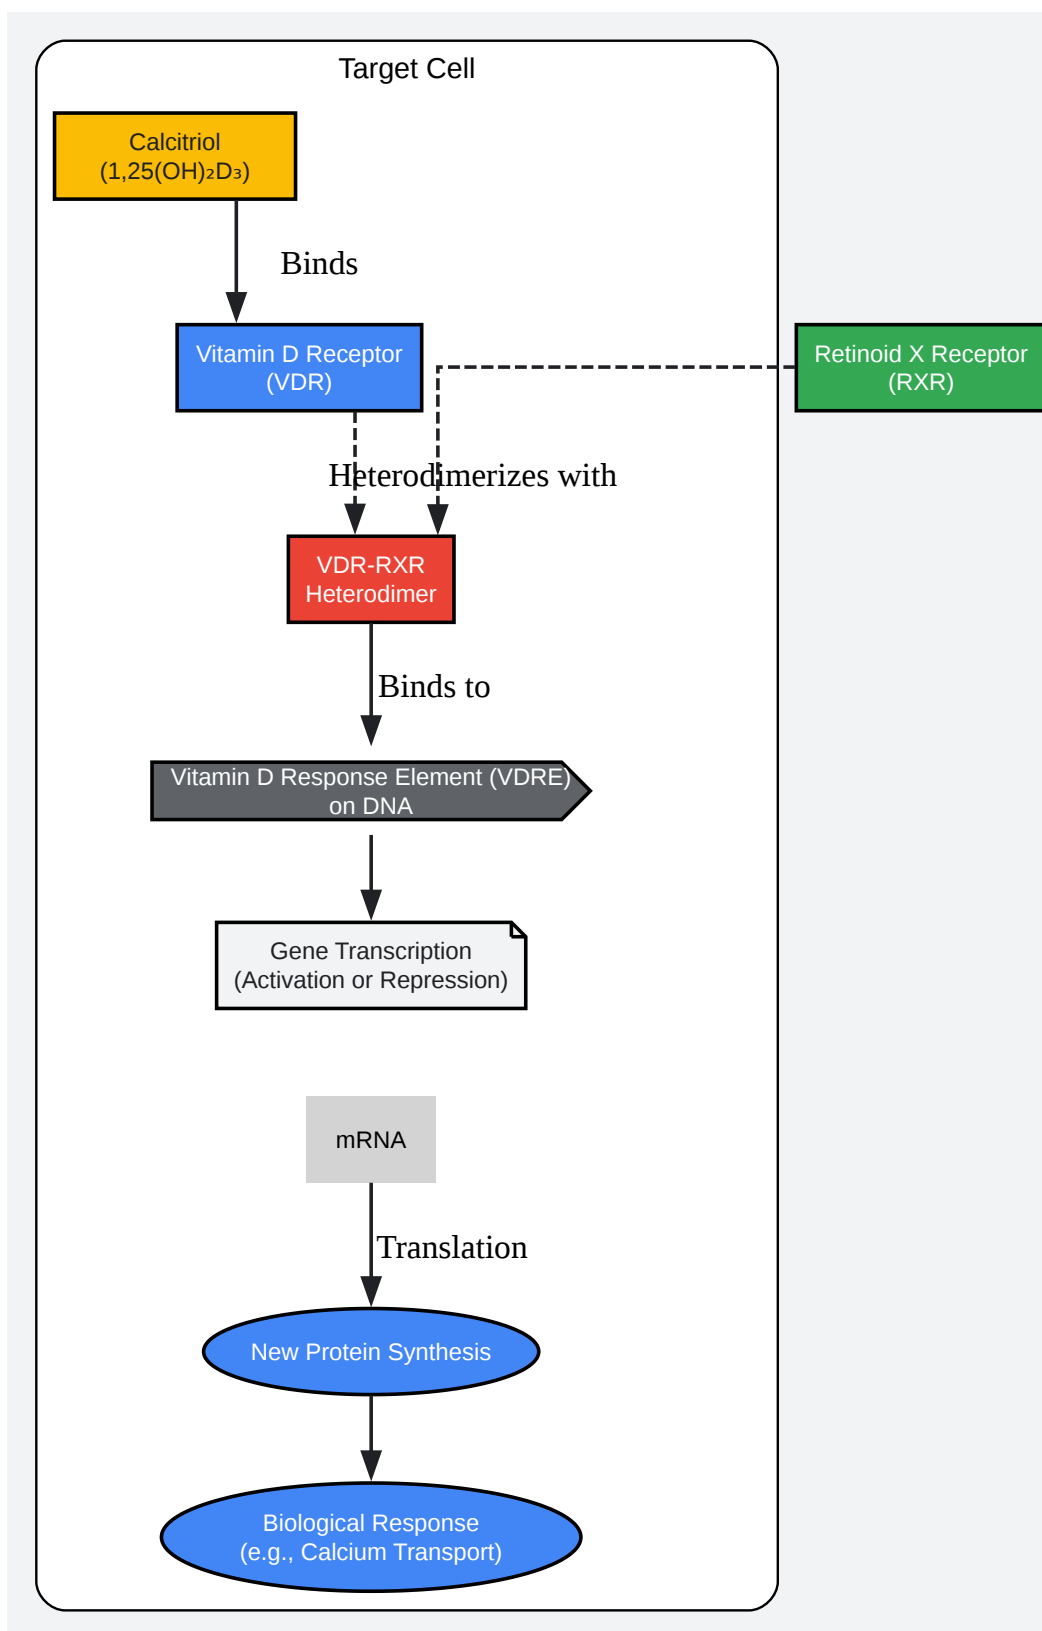 Target Cell
Calcitriol
(1,25(OH)₂D₃)
Binds
Vitamin D Receptor
(VDR)
Retinoid X Receptor
(RXR)
Heterodimerizes with
VDR-RXR
Heterodimer
Binds to
Vitamin D Response Element (VDRE)
on DNA
Gene Transcription
(Activation or Repression)
mRNA
Translation
New Protein Synthesis
Biological Response
(e.g., Calcium Transport)